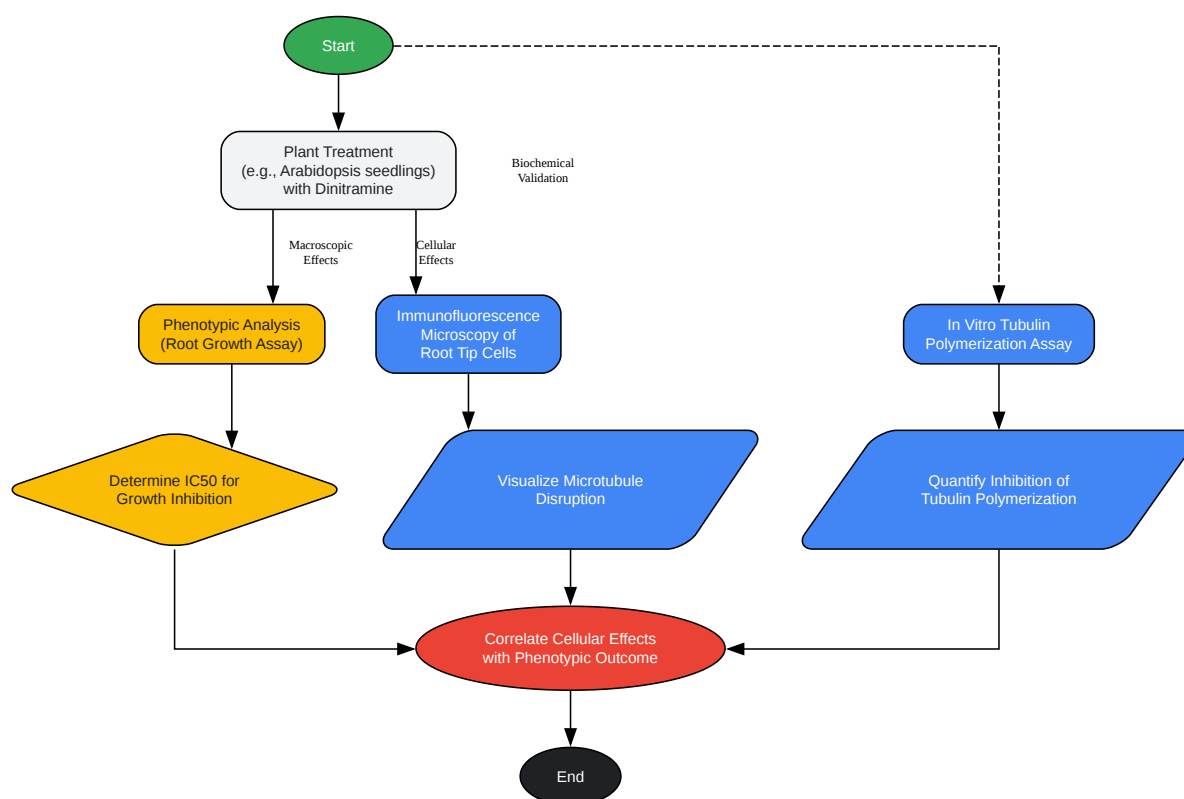 Start
Plant Treatment
(e.g., Arabidopsis seedlings)
with Dinitramine
Biochemical
Validation
Macroscopic
Effects
Cellular
Effects
Phenotypic Analysis
(Root Growth Assay)
Immunofluorescence
Microscopy of
Root Tip Cells
In Vitro Tubulin
Polymerization Assay
Determine IC50 for
Growth Inhibition
Visualize Microtubule
Disruption
Quantify Inhibition of
Tubulin Polymerization
Correlate Cellular Effects
with Phenotypic Outcome
End